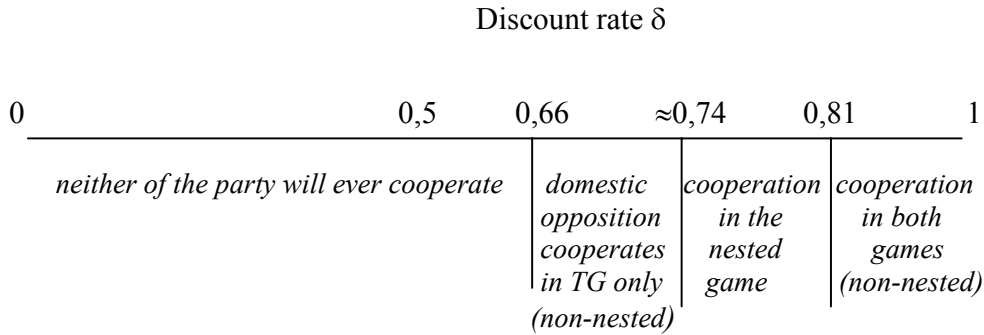 Discount rate δ
0 0,5 0,66 ≈0,74 0,81 1
neither of the party will ever cooperate
domestic
opposition
cooperates
in TG only
(non-nested)
cooperation
in the
nested
game
cooperation
in both
games
(non-nested)